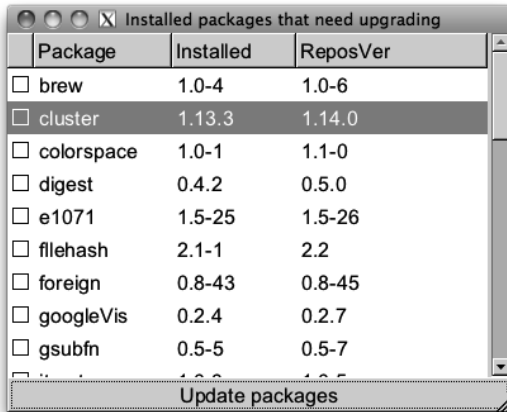 Installed packages that need upgrading
Package Installed ReposVer
brew 1.0-4 1.0-6
cluster 1.13.3 1.14.0
colorspace 1.0-1 1.1-0
digest 0.4.2 0.5.0
e1071 1.5-25 1.5-26
filehash 2.1-1 2.2
foreign 0.8-43 0.8-45
googleVis 0.2.4 0.2.7
gsubfn 0.5-5 0.5-7
Update packages